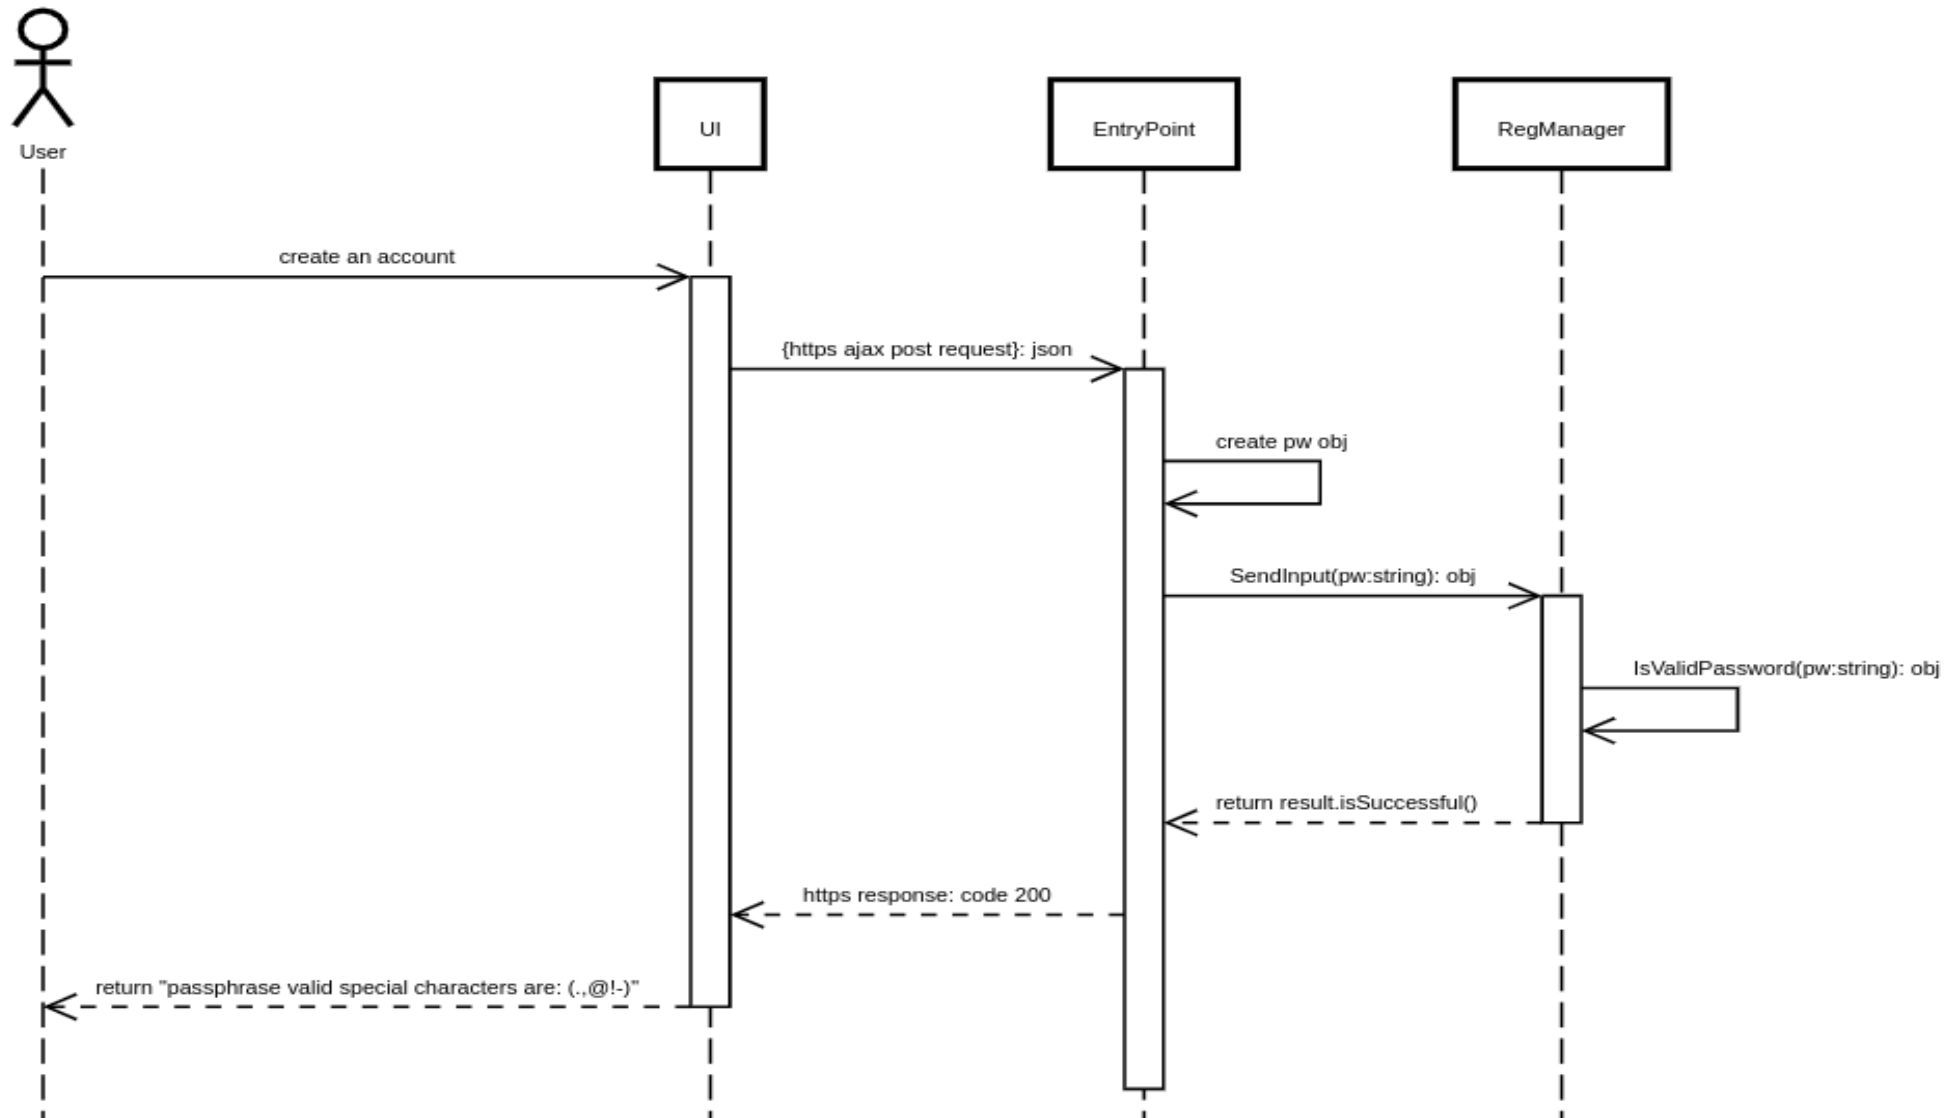 User
UI
EntryPoint
RegManager
create an account
{https ajax post request}: json
create pw obj
SendInput(pw:string): obj
IsValidPassword(pw:string): obj
return result.isSuccessful()
https response: code 200
return "passphrase valid special characters are: (.,@!-)"